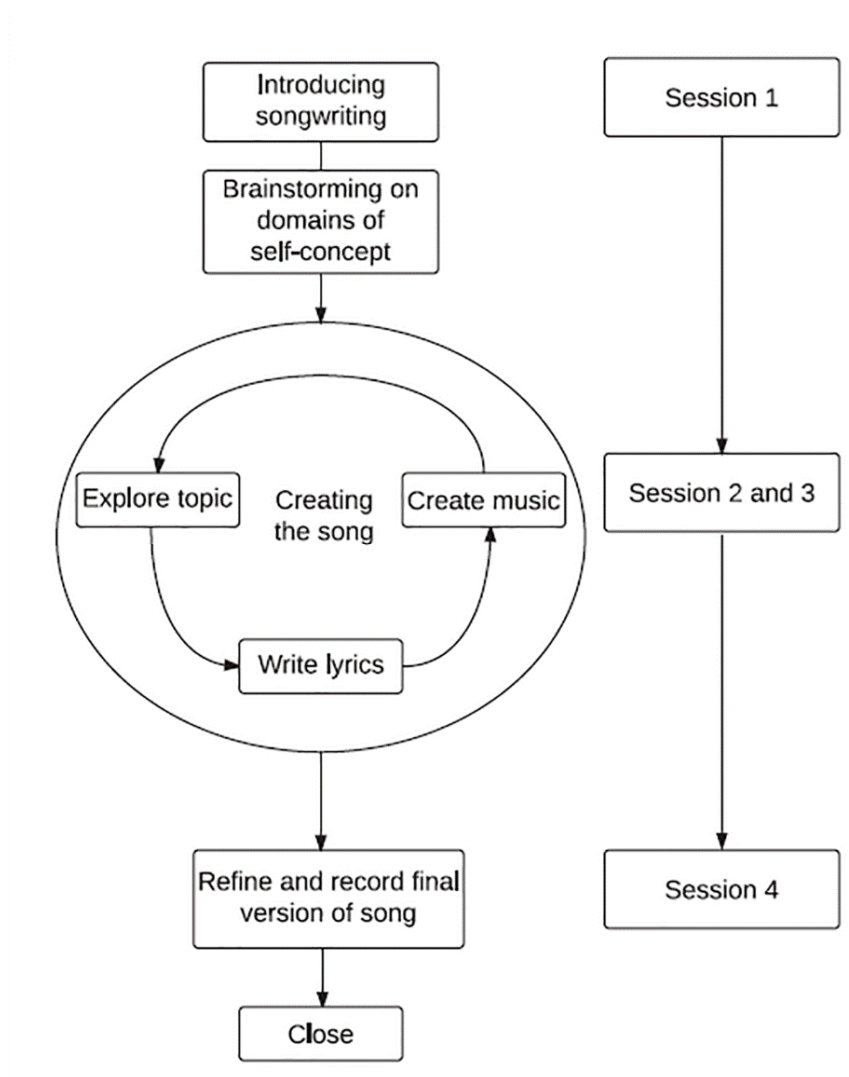 Introducing
songwriting
Session 1
Brainstorming on
domains of
self-concept
Explore topic
Creating
the song
Create music
Session 2 and 3
Write lyrics
Refine and record final
version of song
Session 4
Close